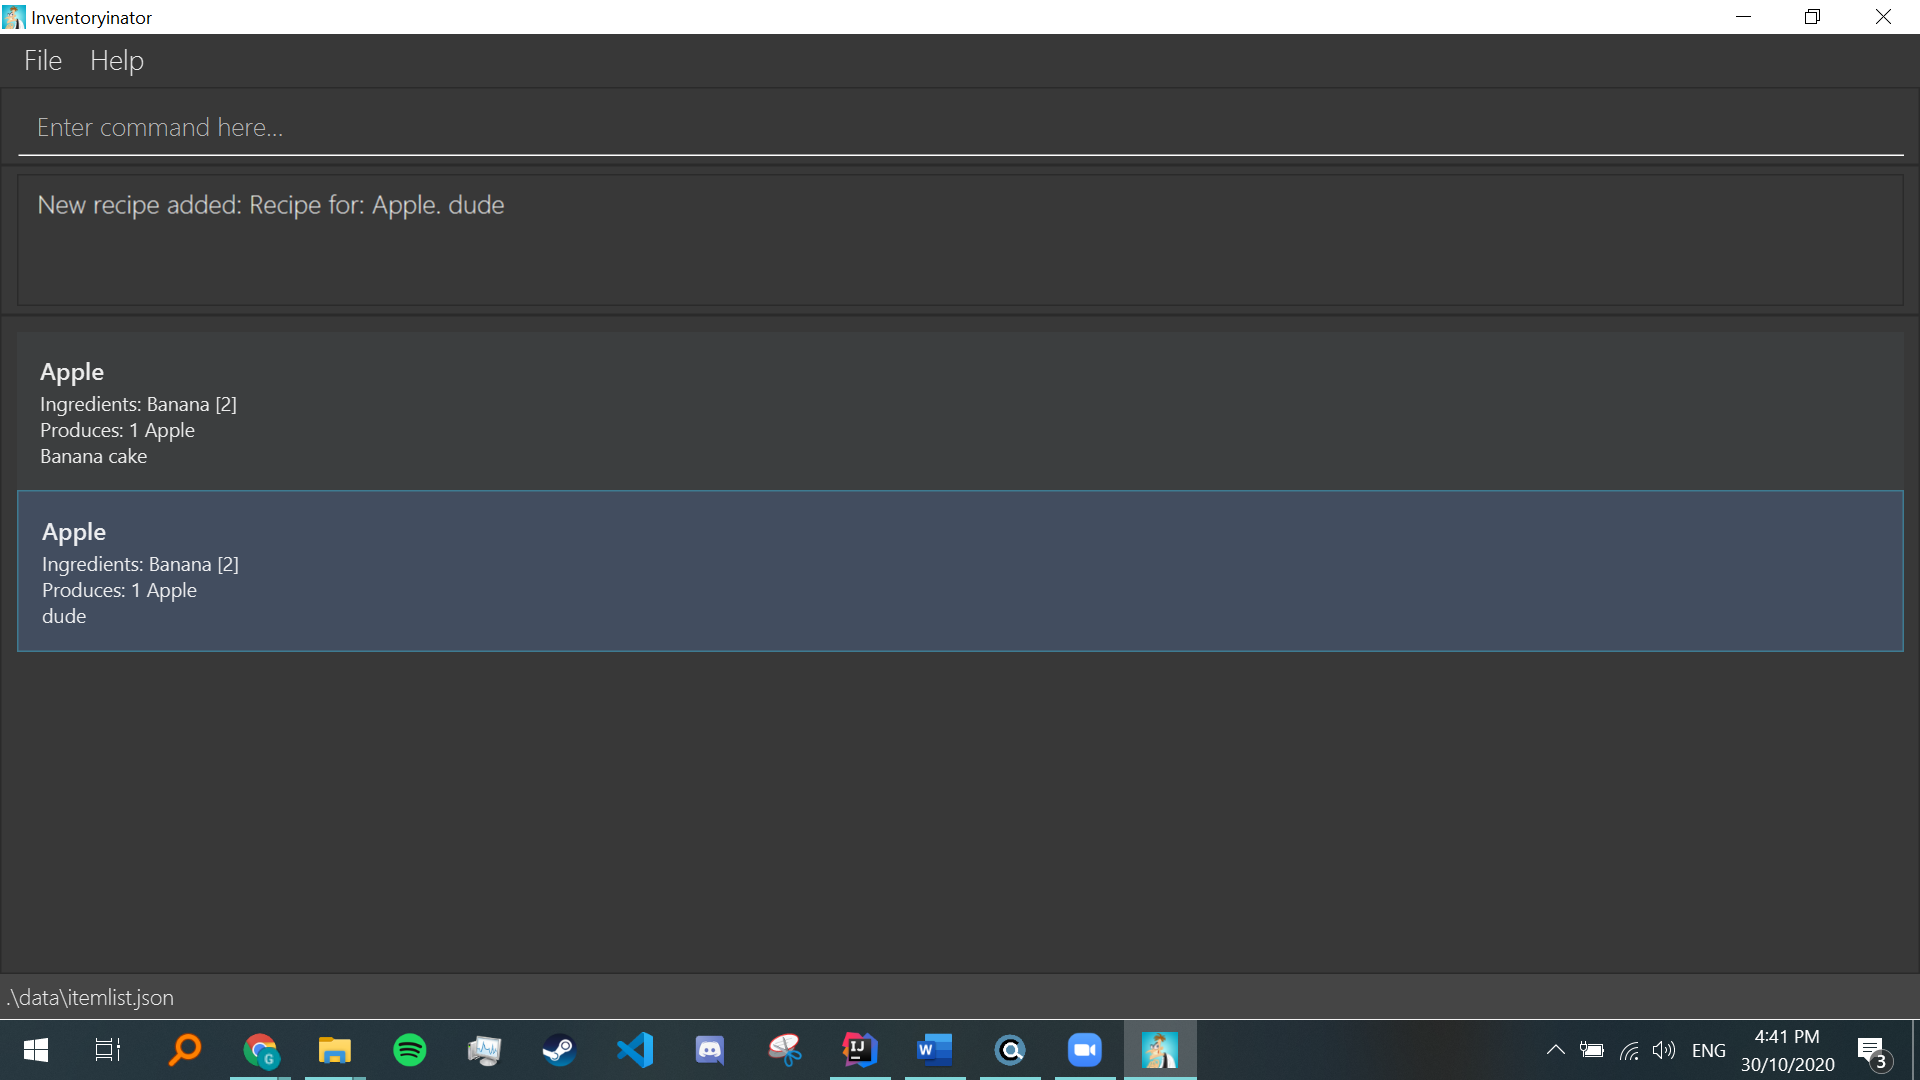 Inventoryinator
File Help
Enter command here...
New recipe added: Recipe for: Apple. dude
Apple
Ingredients: Banana [2]
Produces: 1 Apple
Banana cake
Apple
Ingredients: Banana [2]
Produces: 1 Apple
dude
.\data\itemlist.json
G
IJ
W
ENG
4:41 PM
30/10/2020
3